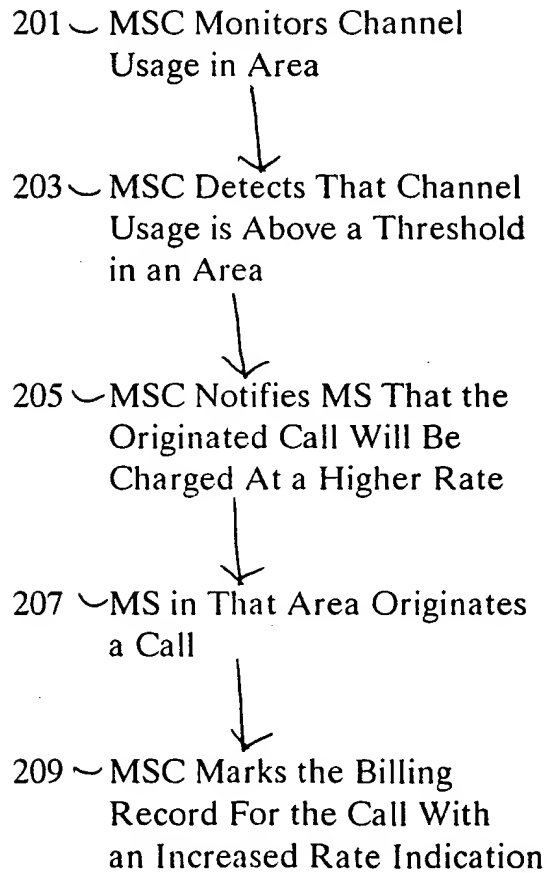 201 MSC Monitors Channel
Usage in Area
203 MSC Detects That Channel
Usage is Above a Threshold
in an Area
205 MSC Notifies MS That the
Originated Call Will Be
Charged At a Higher Rate
207 MS in That Area Originates
a Call
209 MSC Marks the Billing
Record For the Call With
an Increased Rate Indication